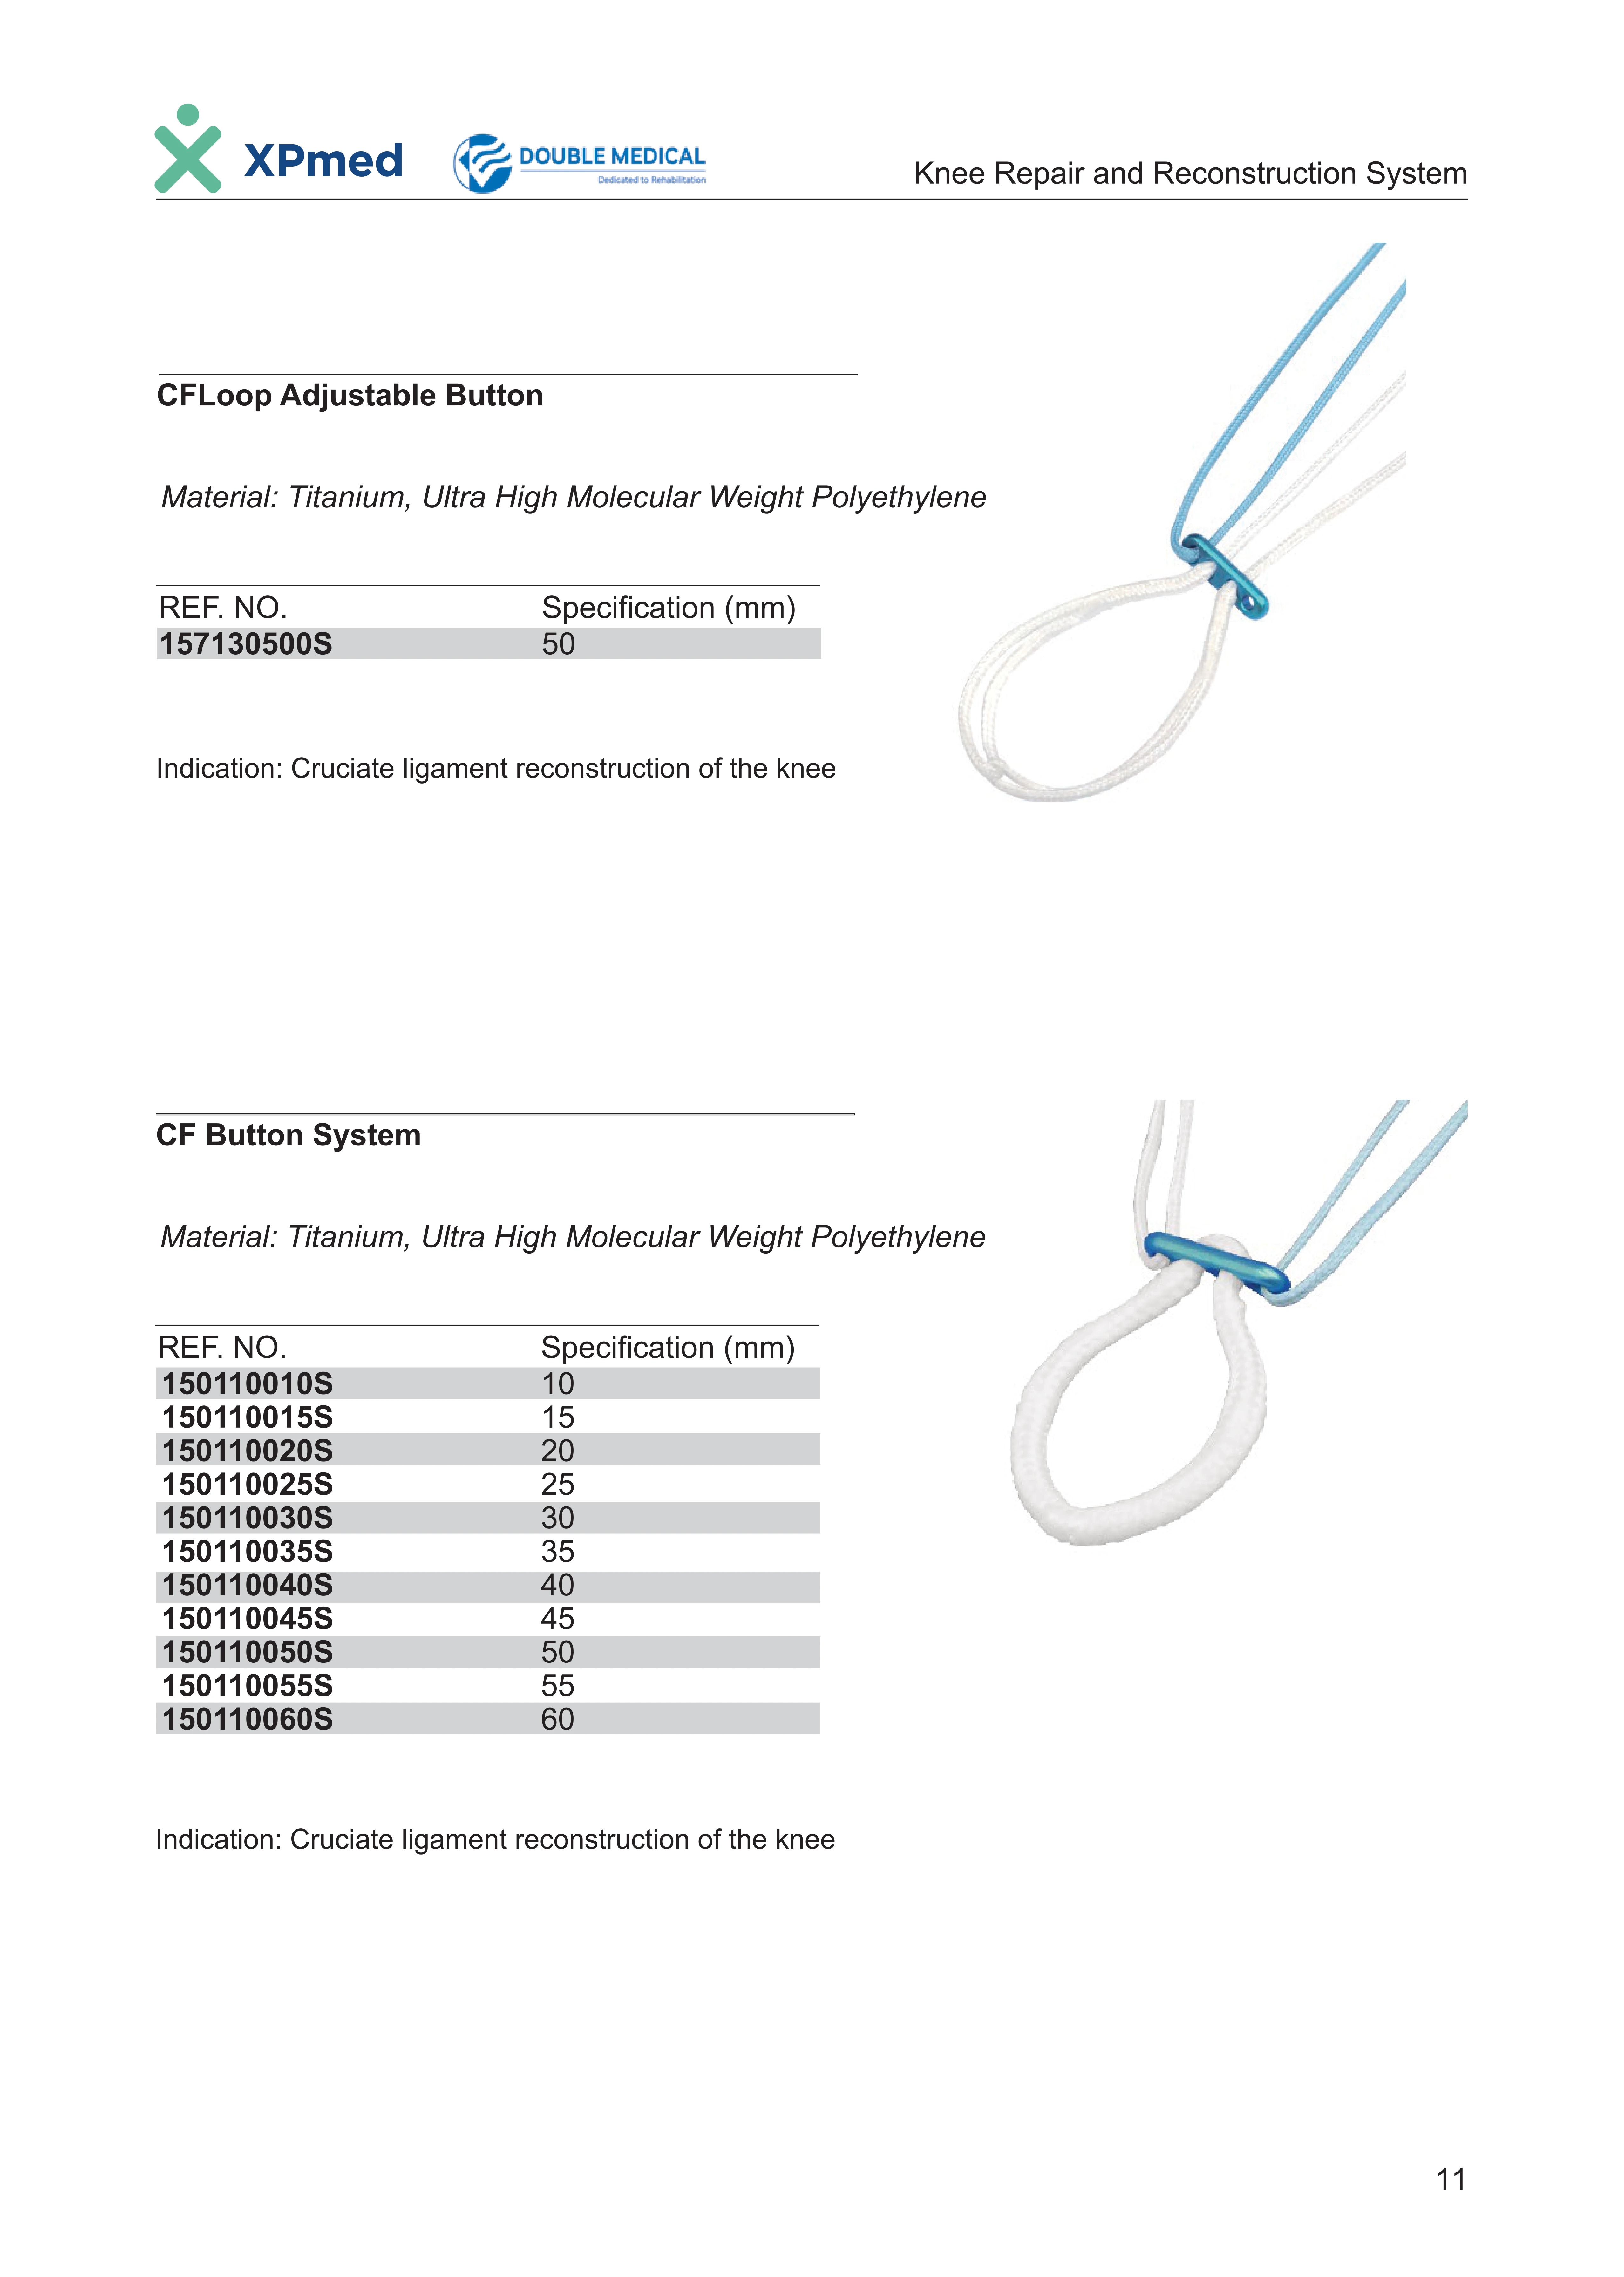 XPmed
DOUBLE MEDICAL
Dedicated to Rehabilitation
Knee Repair and Reconstruction System
CFLoop Adjustable Button
Material: Titanium, Ultra High Molecular Weight Polyethylene
REF. NO. Specification (mm)
157130500S 50
Indication: Cruciate ligament reconstruction of the knee
CF Button System
Material: Titanium, Ultra High Molecular Weight Polyethylene
REF. NO. Specification (mm)
150110010S 10
150110015S 15
150110020S 20
150110025S 25
150110030S 30
150110035S 35
150110040S 40
150110045S 45
150110050S 50
150110055S 55
150110060S 60
Indication: Cruciate ligament reconstruction of the knee
11